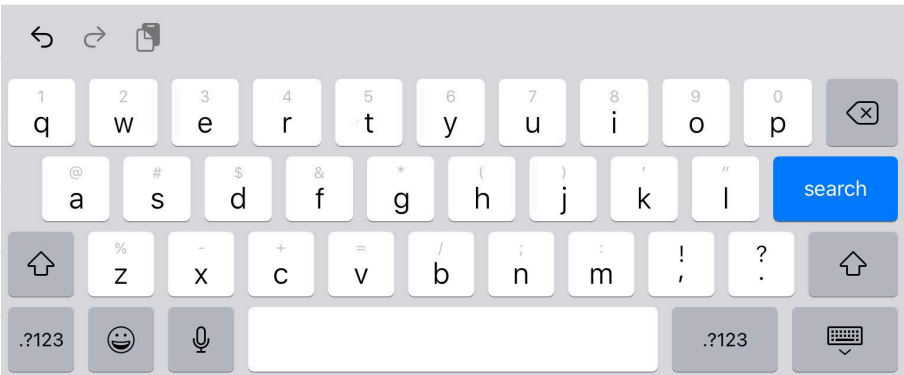 1 2 3 4 5 6 7 8 9 0
q w e r t y u i o p
@ # $ & * ( ) ' "
a s d f g h j k l search
% - + = / ; : ! ?
z x c v b n m , .
.?123 .?123